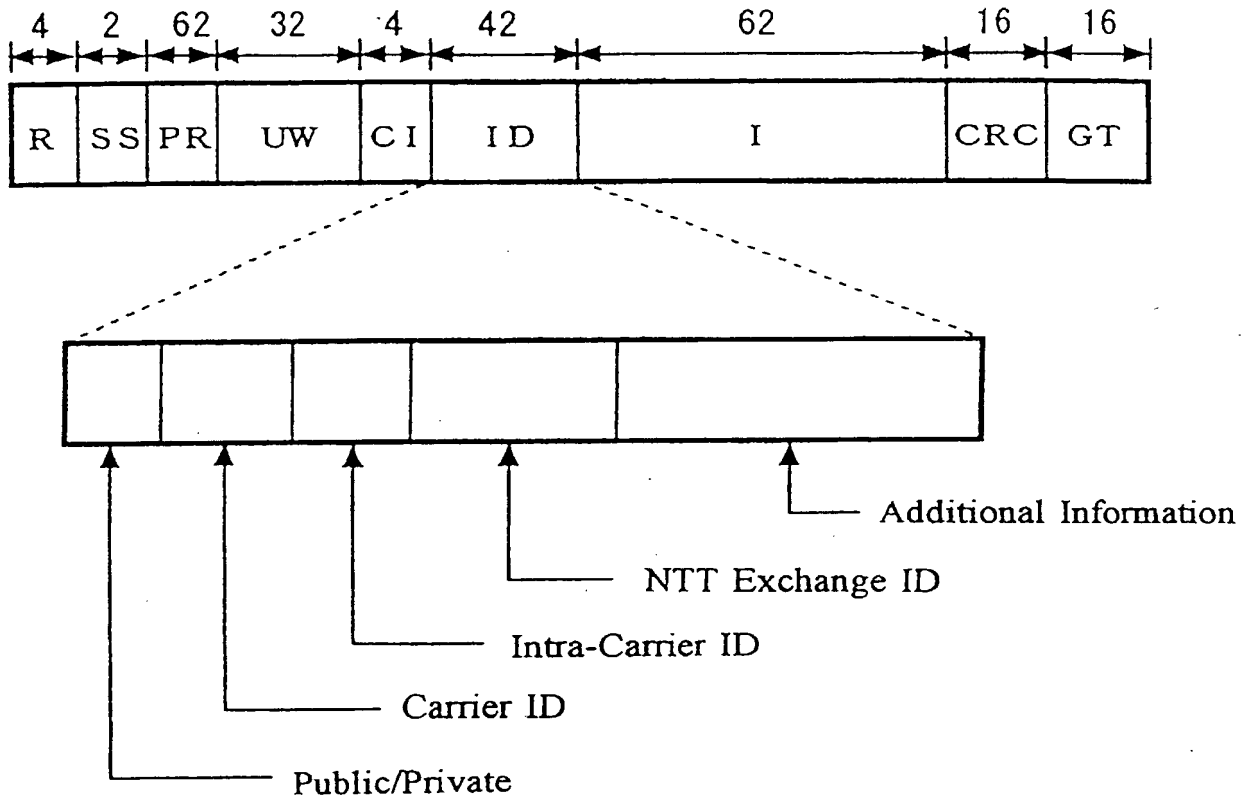 4 2 62 32 4 42 62 16 16
R SS PR UW CI ID I CRC GT
Additional Information
NTT Exchange ID
Intra-Carrier ID
Carrier ID
Public/Private